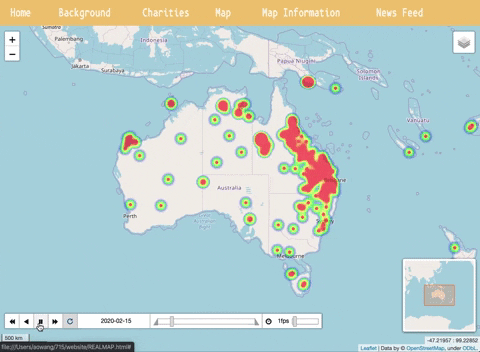 Home Background Charities Map Map Information News Feed
+
−
Palembang
Indonesia
Jakarta
Surabaya
Papua Niugini
Solomon
Islands
Vanuatu
Australia
Perth
Melbourne
2020-02-15 1fps
500 km
file:///Users/aowang/715/website/REALMAP.html#
-47.21957 : 99.22852
Leaflet | Data by © OpenStreetMap, under ODbL.